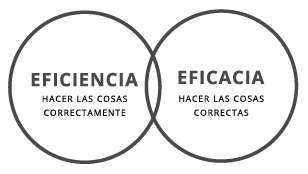 EFICIENCIA
HACER LAS COSAS
CORRECTAMENTE
EFICACIA
HACER LAS COSAS
CORRECTAS